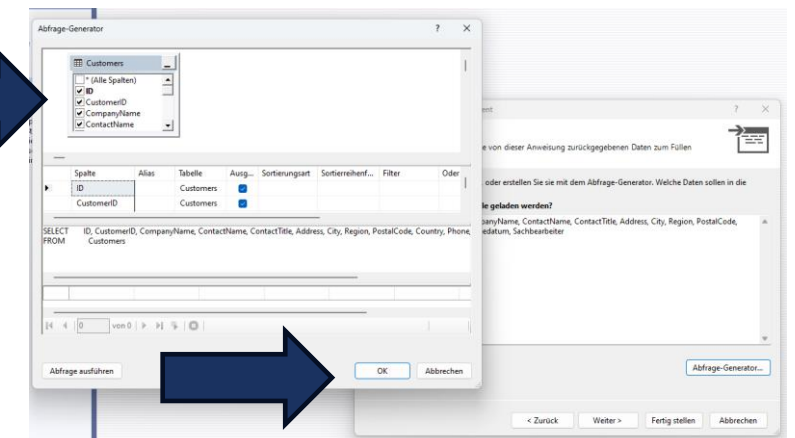 Abfrage-Generator ? ×
Customers
* (Alle Spalten)
ID
CustomerID
CompanyName
ContactName
Spalte Alias Tabelle Ausg... Sortierungsart Sortierreihenf... Filter Oder
ID Customers
CustomerID Customers
SELECT ID, CustomerID, CompanyName, ContactName, ContactTitle, Address, City, Region, PostalCode, Country, Phone,
FROM Customers
0 von 0
Abfrage ausführen OK Abbrechen
? ×
e von dieser Anweisung zurückgegebenen Daten zum Füllen
oder erstellen Sie sie mit dem Abfrage-Generator. Welche Daten sollen in die
le geladen werden?
panyName, ContactName, ContactTitle, Address, City, Region, PostalCode,
edatum, Sachbearbeiter
Abfrage-Generator...
< Zurück Weiter > Fertig stellen Abbrechen